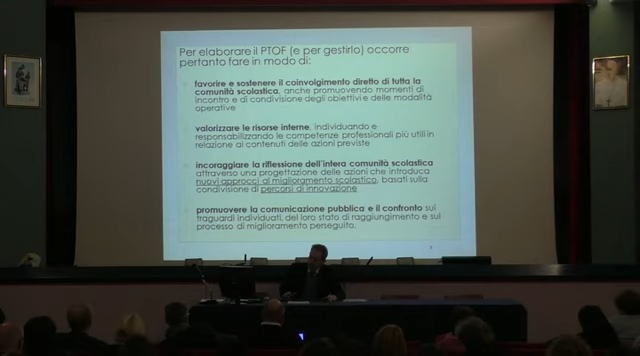 Per elaborare il PTOF (e per gestirlo) occorre
pertanto fare in modo di:
favorire e sostenere il coinvolgimento diretto di tutta la
comunità scolastica, anche promuovendo momenti di
incontro e di condivisione degli obiettivi e delle modalità
operative
valorizzare le risorse interne, individuando e
responsabilizzando le competenze professionali più utili in
relazione ai contenuti delle azioni previste
incoraggiare la riflessione dell'intera comunità scolastica
attraverso una progettazione delle azioni che introduca
nuovi approcci al miglioramento scolastico, basati sulla
condivisione di percorsi di innovazione
promuovere la comunicazione pubblica e il confronto sui
traguardi individuati, del loro stato di raggiungimento e sul
processo di miglioramento perseguito.